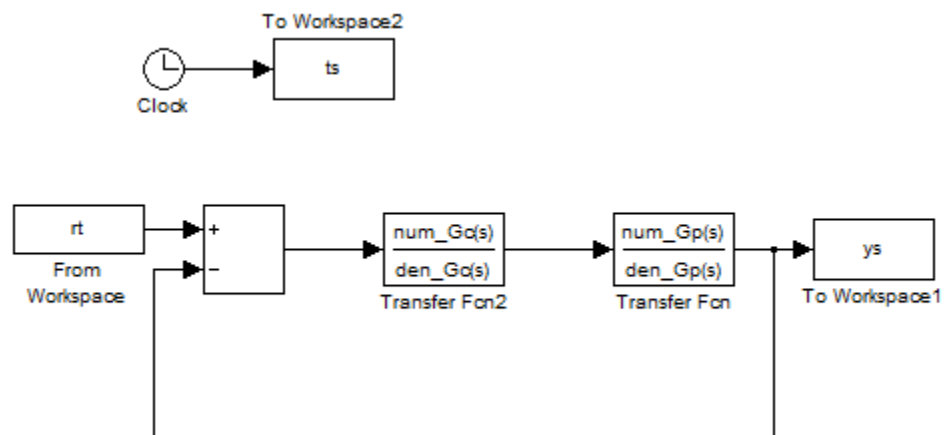 To Workspace2
ts
Clock
rt
+
−
From
Workspace
num_Gc(s)
den_Gc(s)
Transfer Fcn2
num_Gp(s)
den_Gp(s)
Transfer Fcn
ys
To Workspace1